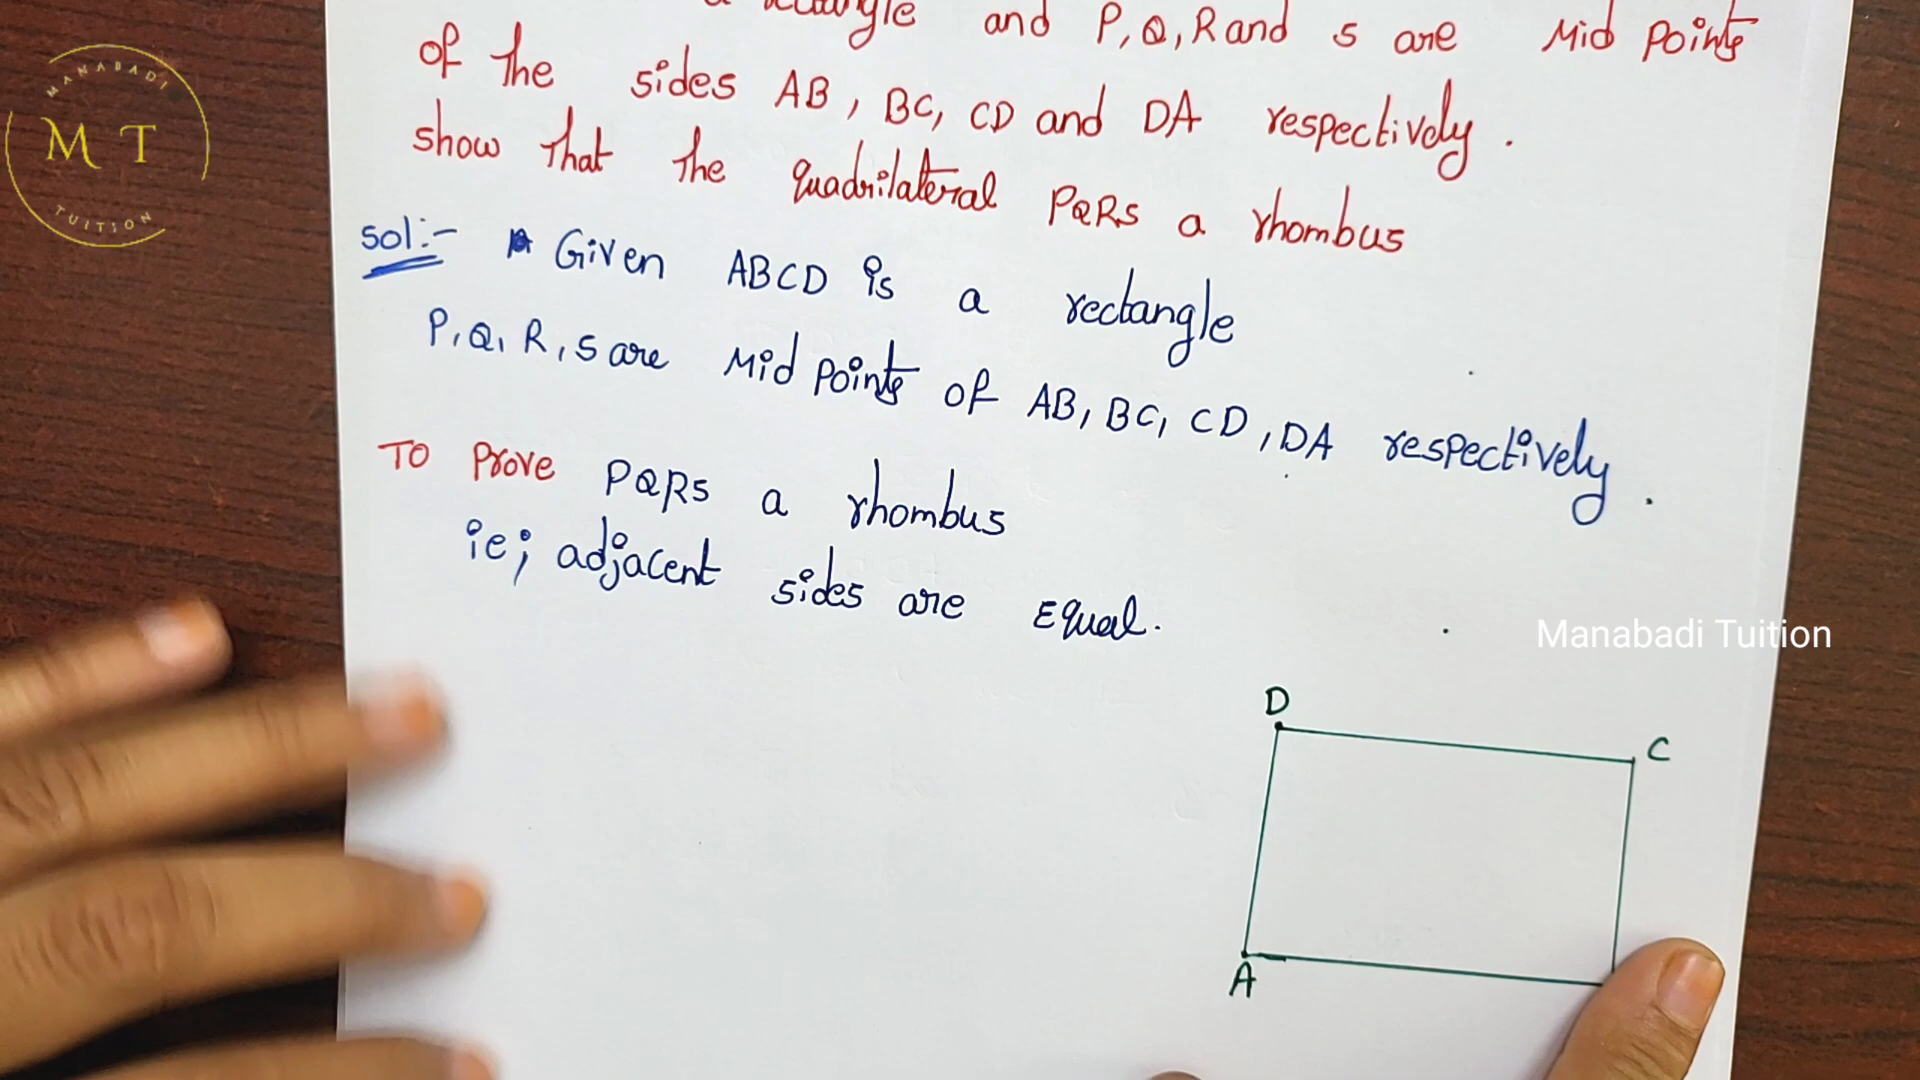 rectangle and P, Q, R and S are Mid Points
of the sides AB, BC, CD and DA respectively.
show that the quadrilateral PQRS a rhombus
Sol:- Given ABCD is a rectangle
P, Q, R, S are Mid Points of AB, BC, CD, DA respectively.
To Prove PQRS a rhombus
ie; adjacent sides are Equal.
D
C
A
MANABADI
MT
TUITION
Manabadi Tuition